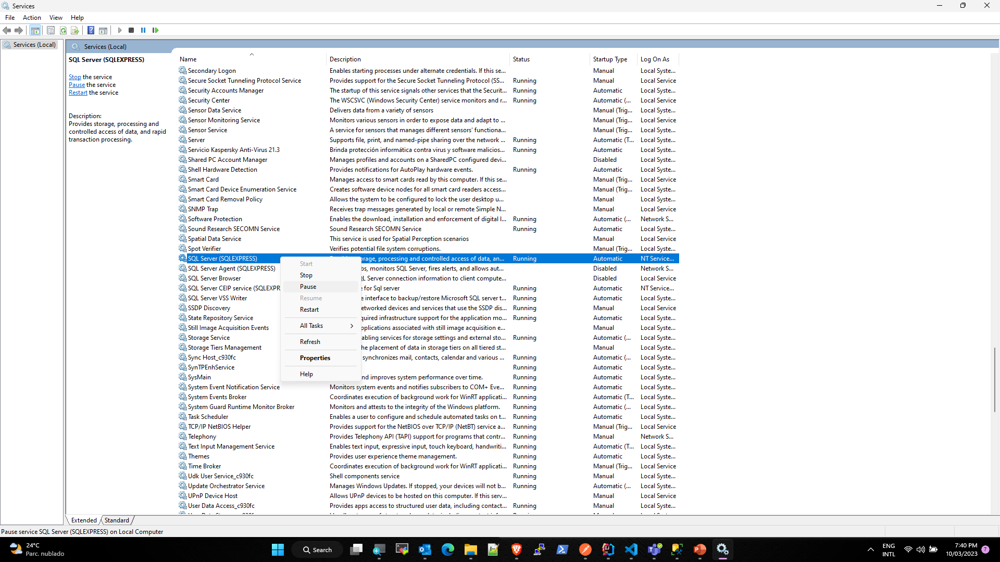 Services
File Action View Help
Services (Local)
Services (Local)
SQL Server (SQLEXPRESS)
Stop the service
Pause the service
Restart the service
Description:
Provides storage, processing and
controlled access of data, and rapid
transaction processing.
Name Description Status Startup Type Log On As
Secondary Logon Enables starting processes under alternate credentials. If this se... Manual Local Syste...
Secure Socket Tunneling Protocol Service Provides support for the Secure Socket Tunneling Protocol (SS... Running Manual Local Service
Security Accounts Manager The startup of this service signals other services that the Securit... Running Automatic Local Syste...
Security Center The WSCSVC (Windows Security Center) service monitors and r... Running Automatic (... Local Service
Sensor Data Service Delivers data from a variety of sensors Manual (Trig... Local Syste...
Sensor Monitoring Service Monitors various sensors in order to expose data and adapt to ... Manual (Trig... Local Service
Sensor Service A service for sensors that manages different sensors' functiona... Manual (Trig... Local Syste...
Server Supports file, print, and named-pipe sharing over the network ... Running Automatic (T... Local Syste...
Servicio Kaspersky Anti-Virus 21.3 Brinda protección informática contra virus y software malicios... Running Automatic Local Syste...
Shared PC Account Manager Manages profiles and accounts on a SharedPC configured devi... Disabled Local Syste...
Shell Hardware Detection Provides notifications for AutoPlay hardware events. Running Automatic Local Syste...
Smart Card Manages access to smart cards read by this computer. If this se... Manual (Trig... Local Service
Smart Card Device Enumeration Service Creates software device nodes for all smart card readers access... Manual (Trig... Local Syste...
Smart Card Removal Policy Allows the system to be configured to lock the user desktop u... Manual Local Syste...
SNMP Trap Receives trap messages generated by local or remote Simple N... Manual Local Service
Software Protection Enables the download, installation and enforcement of digital l... Running Automatic (... Network S...
Sound Research SECOMN Service Sound Research SECOMN Service Running Automatic Local Syste...
Spatial Data Service This service is used for Spatial Perception scenarios Manual Local Service
Spot Verifier Verifies potential file system corruptions. Manual (Trig... Local Syste...
SQL Server (SQLEXPRESS) orage, processing and controlled access of data, an... Running Automatic NT Service...
SQL Server Agent (SQLEXPRESS) bs, monitors SQL Server, fires alerts, and allows aut... Disabled Network S...
SQL Server Browser QL Server connection information to client compute... Disabled Local Service
SQL Server CEIP service (SQLEXPR e for Sql server Running Automatic NT Service...
SQL Server VSS Writer e interface to backup/restore Microsoft SQL server t... Running Automatic Local Syste...
SSDP Discovery etworked devices and services that use the SSDP dis... Running Manual Local Service
State Repository Service quired infrastructure support for the application mo... Running Automatic Local Syste...
Still Image Acquisition Events pplications associated with still image acquisition e... Manual Local Syste...
Storage Service abling services for storage settings and external sto... Running Automatic (... Local Syste...
Storage Tiers Management he placement of data in storage tiers on all tiered st... Manual Local Syste...
Sync Host_c930fc synchronizes mail, contacts, calendar and various ... Running Automatic (... Local Syste...
SynTPEnhService Running Automatic Local Syste...
SysMain nd improves system performance over time. Running Automatic Local Syste...
System Event Notification Service Monitors system events and notifies subscribers to COM+ Eve... Running Automatic Local Syste...
System Events Broker Coordinates execution of background work for WinRT applicati... Running Automatic (T... Local Syste...
System Guard Runtime Monitor Broker Monitors and attests to the integrity of the Windows platform. Running Automatic (... Local Syste...
Task Scheduler Enables a user to configure and schedule automated tasks on t... Running Automatic Local Syste...
TCP/IP NetBIOS Helper Provides support for the NetBIOS over TCP/IP (NetBT) service a... Running Manual (Trig... Local Service
Telephony Provides Telephony API (TAPI) support for programs that contr... Running Manual Network S...
Text Input Management Service Enables text input, expressive input, touch keyboard, handwriti... Running Automatic (T... Local Syste...
Themes Provides user experience theme management. Running Automatic Local Syste...
Time Broker Coordinates execution of background work for WinRT applicati... Running Manual (Trig... Local Service
Udk User Service_c930fc Shell components service Running Manual Local Syste...
Update Orchestrator Service Manages Windows Updates. If stopped, your devices will not b... Running Automatic (... Local Syste...
UPnP Device Host Allows UPnP devices to be hosted on this computer. If this serv... Manual Local Service
User Data Access_c930fc Provides apps access to structured user data, including contact... Running Manual Local Syste...
Start
Stop
Pause
Resume
Restart
All Tasks
Refresh
Properties
Help
Extended Standard
Pause service SQL Server (SQLEXPRESS) on Local Computer
24°C
Parc. nublado
Search
ENG
INTL
7:40 PM
10/03/2023
7